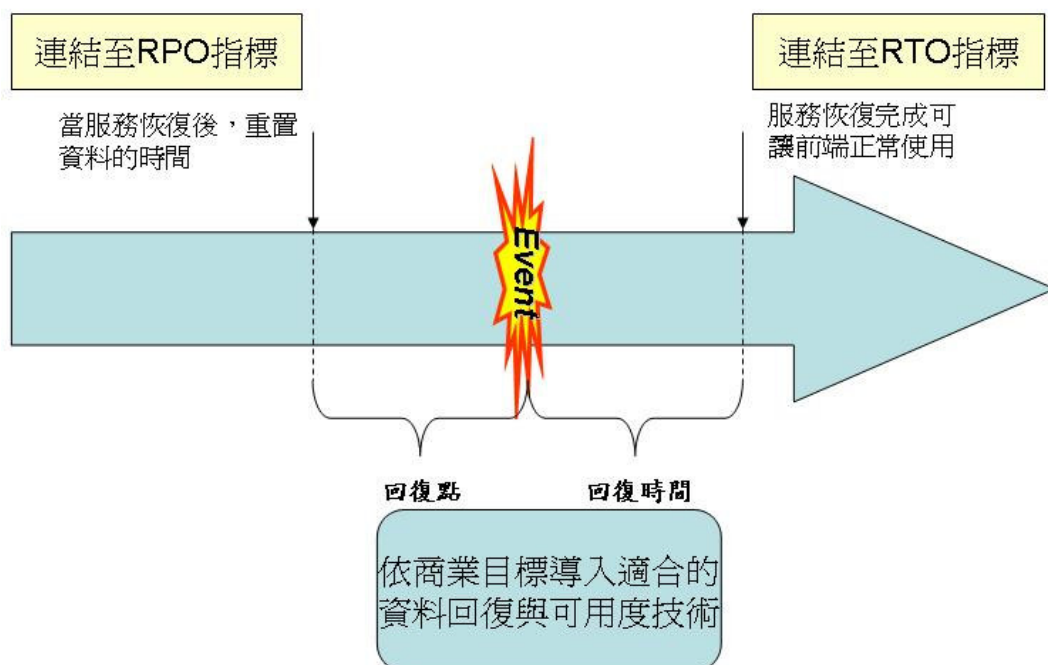 連結至RPO指標
連結至RTO指標
當服務恢復後，重置
資料的時間
服務恢復完成可
讓前端正常使用
Event
回復點
回復時間
依商業目標導入適合的
資料回復與可用度技術